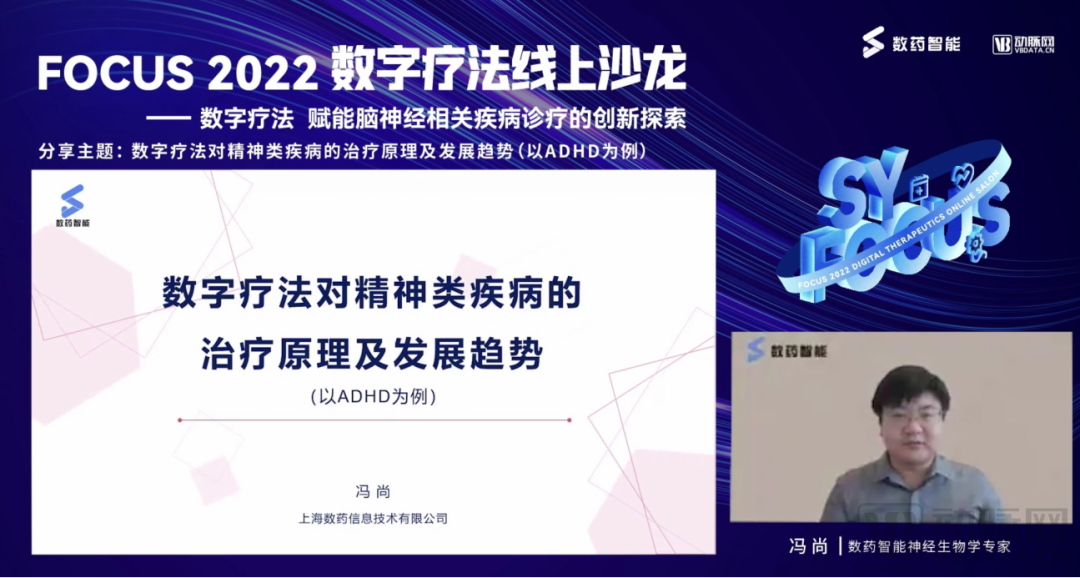 数药智能
动脉网
VBDATA.CN
FOCUS 2022 数字疗法线上沙龙
—— 数字疗法 赋能脑神经相关疾病诊疗的创新探索
分享主题：数字疗法对精神类疾病的治疗原理及发展趋势（以ADHD为例）
数药智能
SY
FOCUS
FOCUS 2022 DIGITAL THERAPEUTICS ONLINE SALON
数字疗法对精神类疾病的
治疗原理及发展趋势
(以ADHD为例)
冯 尚
上海数药信息技术有限公司
数药智能
动脉网
冯 尚 | 数药智能神经生物学专家